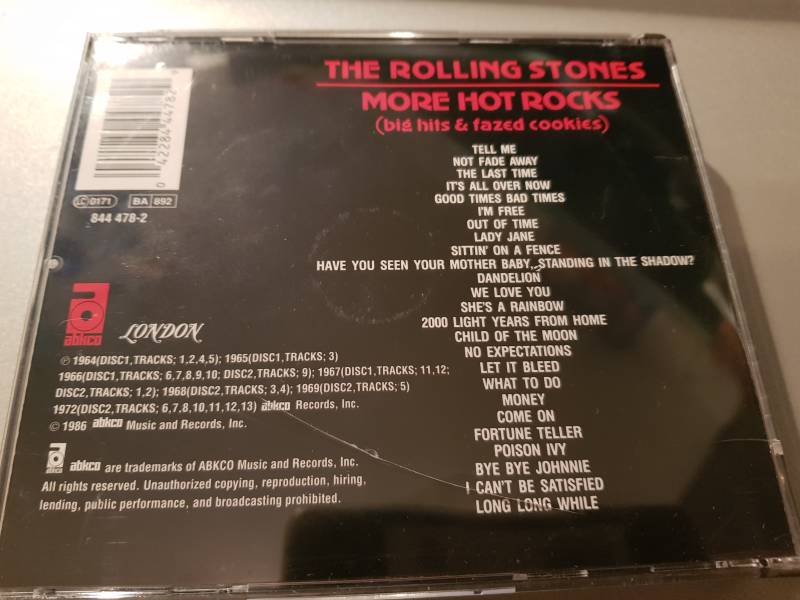 THE ROLLING STONES
MORE HOT ROCKS
(big hits & fazed cookies)
TELL ME
NOT FADE AWAY
THE LAST TIME
IT'S ALL OVER NOW
GOOD TIMES BAD TIMES
I'M FREE
OUT OF TIME
LADY JANE
SITTIN' ON A FENCE
HAVE YOU SEEN YOUR MOTHER BABY, STANDING IN THE SHADOW?
DANDELION
WE LOVE YOU
SHE'S A RAINBOW
2000 LIGHT YEARS FROM HOME
CHILD OF THE MOON
NO EXPECTATIONS
LET IT BLEED
WHAT TO DO
MONEY
COME ON
FORTUNE TELLER
POISON IVY
BYE BYE JOHNNIE
I CAN'T BE SATISFIED
LONG LONG WHILE
0 42284 44782 9
LC 0171 BA 892
844 478-2
abkco LONDON
℗ 1964(DISC1,TRACKS; 1,2,4,5); 1965(DISC1,TRACKS; 3)
1966(DISC1,TRACKS; 6,7,8,9,10; DISC2,TRACKS; 9); 1967(DISC1,TRACKS; 11,12;
DISC2,TRACKS; 1,2); 1968(DISC2,TRACKS; 3,4); 1969(DISC2,TRACKS; 5)
1972(DISC2,TRACKS; 6,7,8,10,11,12,13) abkco Records, Inc.
© 1986 abkco Music and Records, Inc.
abkco abkco are trademarks of ABKCO Music and Records, Inc.
All rights reserved. Unauthorized copying, reproduction, hiring,
lending, public performance, and broadcasting prohibited.